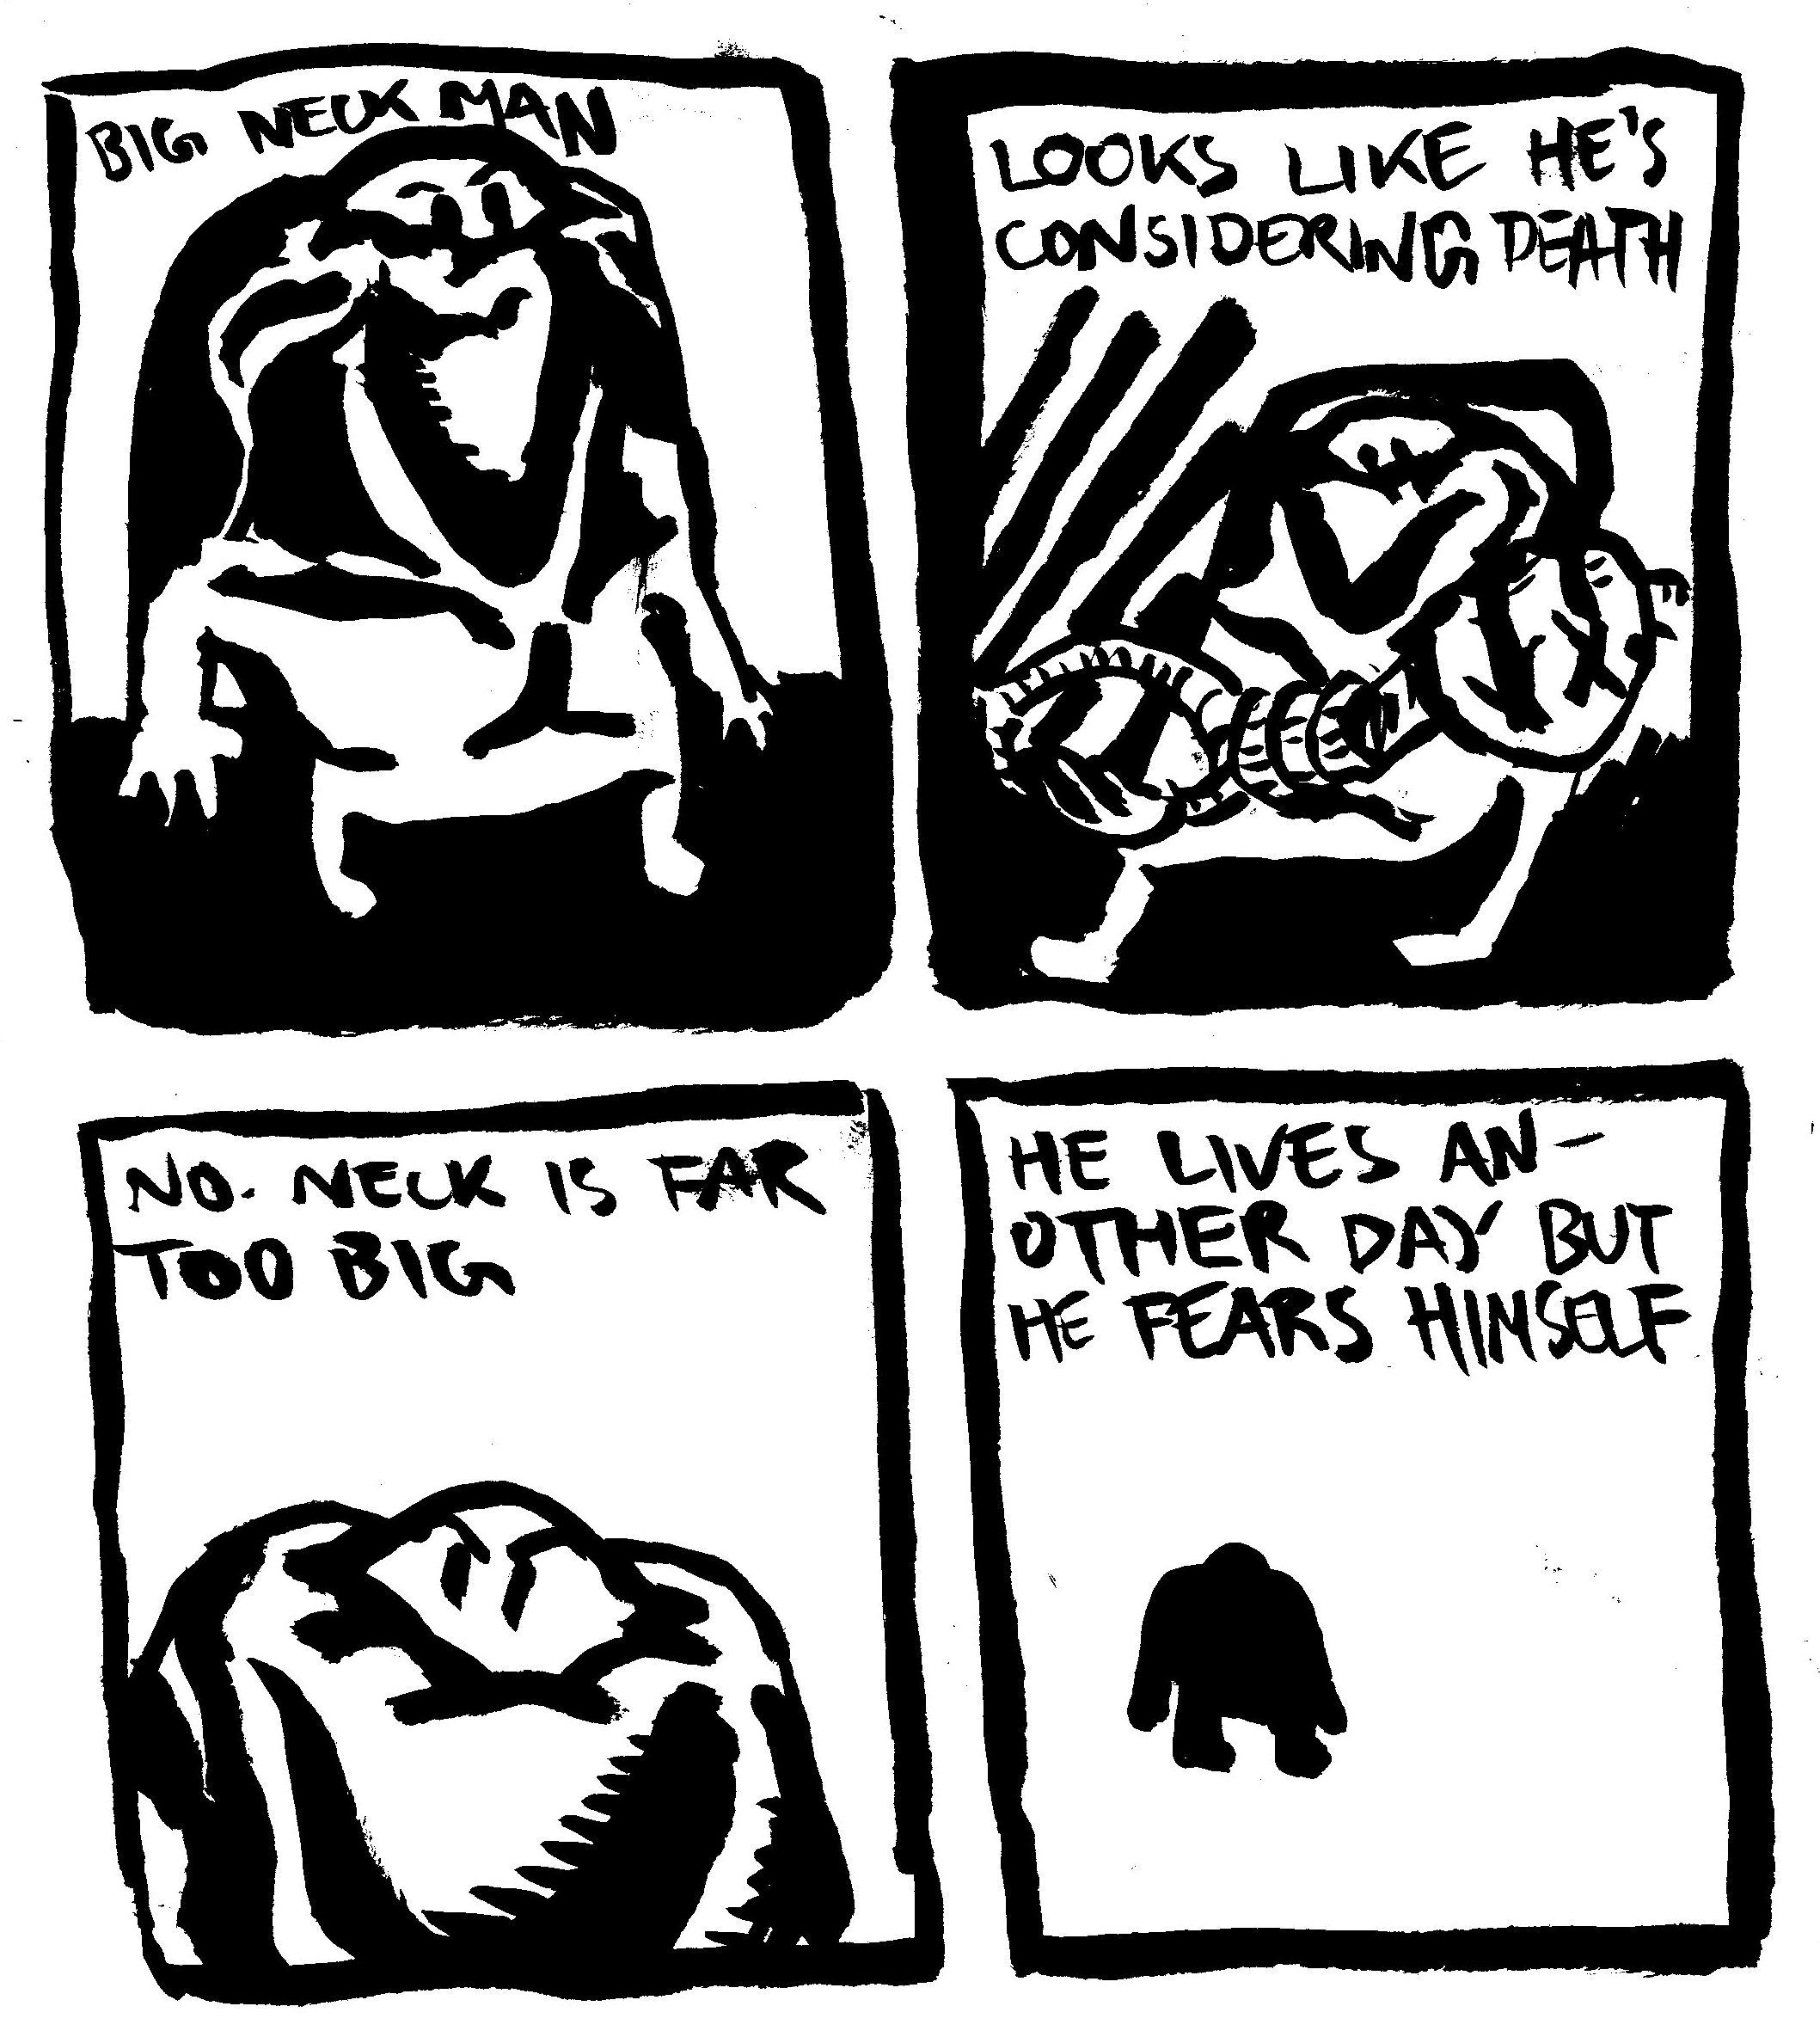 BIG NECK MAN
LOOKS LIKE HE'S
CONSIDERING DEATH
NO. NECK IS FAR
TOO BIG
HE LIVES AN-
OTHER DAY BUT
HE FEARS HIMSELF